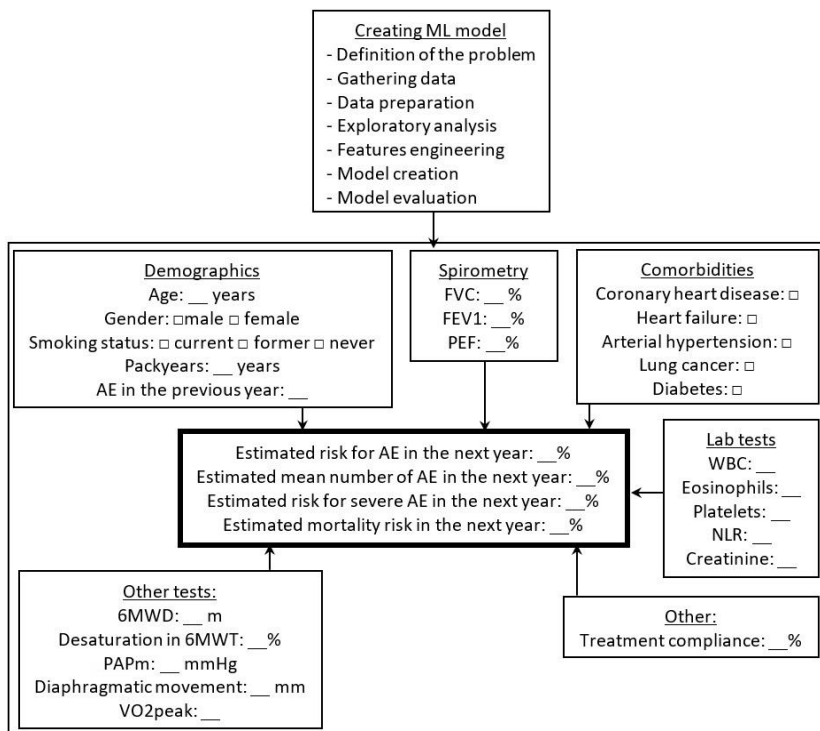 Creating ML model
- Definition of the problem
- Gathering data
- Data preparation
- Exploratory analysis
- Features engineering
- Model creation
- Model evaluation
Demographics
Age: __ years
Gender: □male □ female
Smoking status: □ current □ former □ never
Packyears: __ years
AE in the previous year: __
Spirometry
FVC: __ %
FEV1: __%
PEF: __%
Comorbidities
Coronary heart disease: □
Heart failure: □
Arterial hypertension: □
Lung cancer: □
Diabetes: □
Estimated risk for AE in the next year: __%
Estimated mean number of AE in the next year: __%
Estimated risk for severe AE in the next year: __%
Estimated mortality risk in the next year: __%
Lab tests
WBC: __
Eosinophils: __
Platelets: __
NLR: __
Creatinine: __
Other tests:
6MWD: __ m
Desaturation in 6MWT: __%
PAPm: __ mmHg
Diaphragmatic movement: __ mm
VO2peak: __
Other:
Treatment compliance: __%